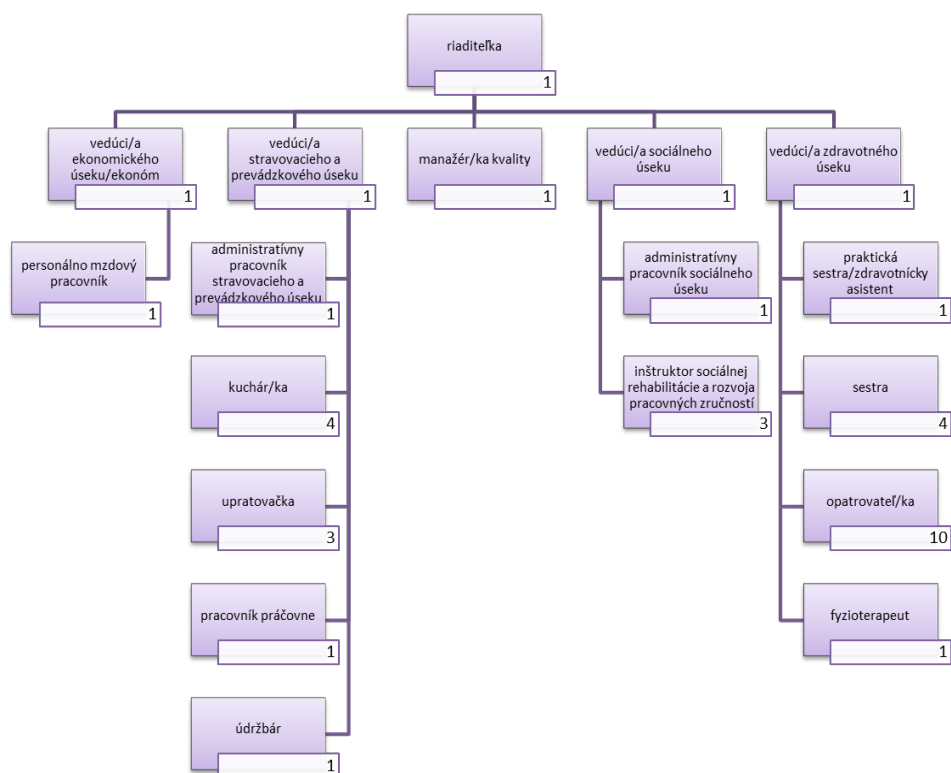 riaditeľka
1
vedúci/a
ekonomického
úseku/ekonóm
1
vedúci/a
stravovacieho a
prevádzkového úseku
1
manažér/ka kvality
1
vedúci/a sociálneho
úseku
1
vedúci/a zdravotného
úseku
1
personálno mzdový
pracovník
1
administratívny
pracovník
stravovacieho a
prevádzkového úseku
1
kuchár/ka
4
upratovačka
3
pracovník práčovne
1
údržbár
1
administratívny
pracovník sociálneho
úseku
1
inštruktor sociálnej
rehabilitácie a rozvoja
pracovných zručností
3
praktická
sestra/zdravotnícky
asistent
1
sestra
4
opatrovateľ/ka
10
fyzioterapeut
1